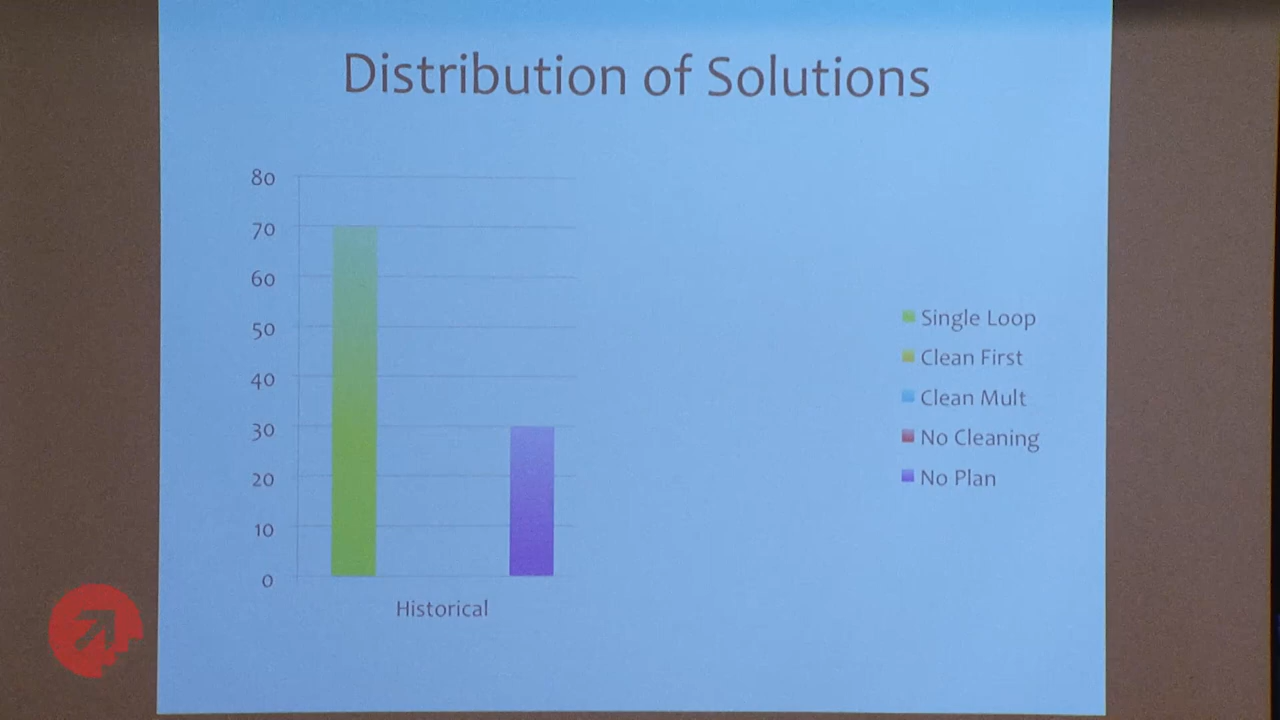 Distribution of Solutions
80
70
60
50
40
30
20
10
0
Historical
Single Loop
Clean First
Clean Mult
No Cleaning
No Plan